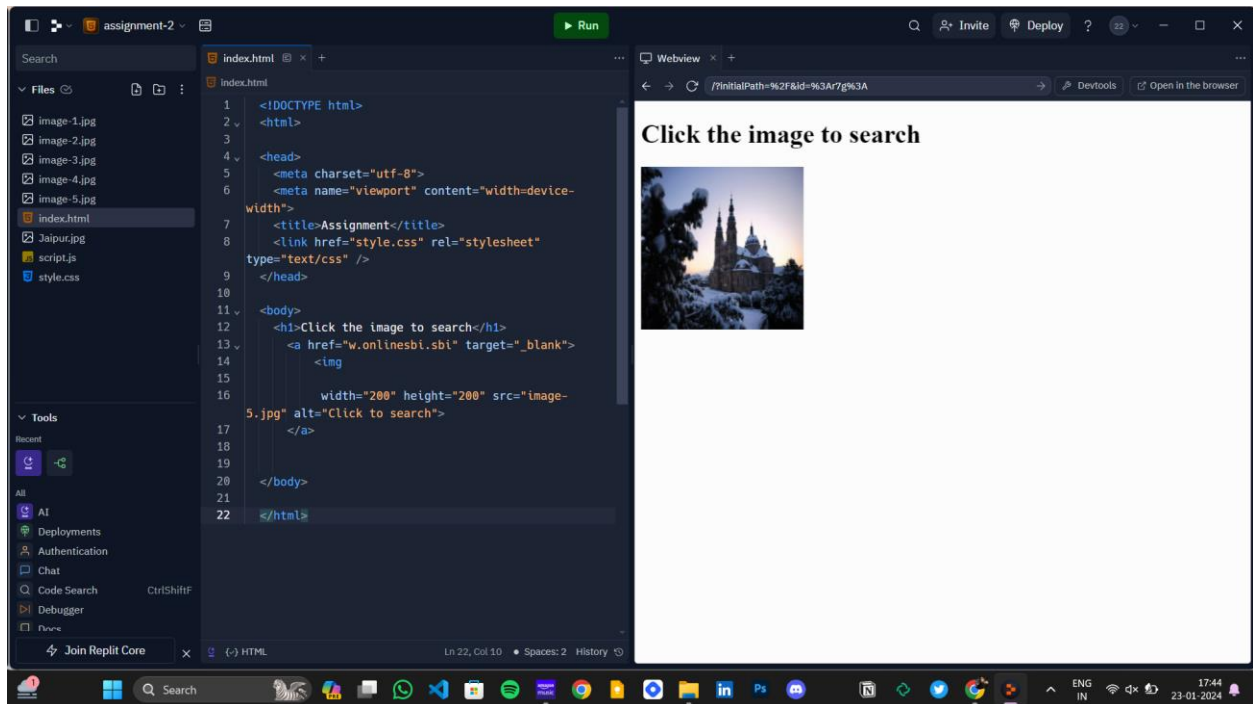 assignment-2
Run
Invite
Deploy
?
22
Search
Files
image-1.jpg
image-2.jpg
image-3.jpg
image-4.jpg
image-5.jpg
index.html
Jaipur.jpg
script.js
style.css
Tools
Recent
All
AI
Deployments
Authentication
Chat
Code Search CtrlShiftF
Debugger
Docs
Join Replit Core
index.html
index.html
1 <!DOCTYPE html>
2 <html>
3
4 <head>
5 <meta charset="utf-8">
6 <meta name="viewport" content="width=device-
width">
7 <title>Assignment</title>
8 <link href="style.css" rel="stylesheet"
type="text/css" />
9 </head>
10
11 <body>
12 <h1>Click the image to search</h1>
13 <a href="w.onlinesbi.sbi" target="_blank">
14 <img
15
16 width="200" height="200" src="image-
5.jpg" alt="Click to search">
17 </a>
18
19
20 </body>
21
22 </html>
{..} HTML
Ln 22, Col 10 • Spaces: 2 History
Webview
/?initialPath=%2F&id=%3Ar7g%3A
Devtools
Open in the browser
Click the image to search
1
Search
PRE
amazon music
in
Ps
ENG
IN
17:44
23-01-2024